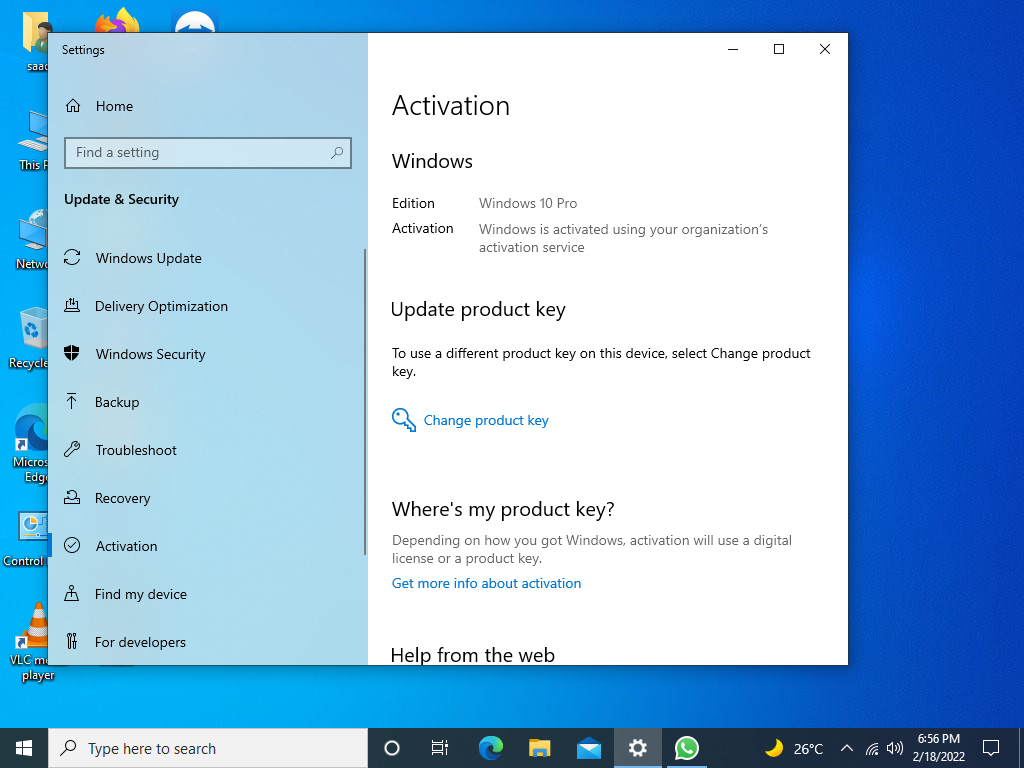 Settings
Home
Find a setting
Update & Security
Windows Update
Delivery Optimization
Windows Security
Backup
Troubleshoot
Recovery
Activation
Find my device
For developers
Activation
Windows
Edition Windows 10 Pro
Activation Windows is activated using your organization's
activation service
Update product key
To use a different product key on this device, select Change product
key.
Change product key
Where's my product key?
Depending on how you got Windows, activation will use a digital
license or a product key.
Get more info about activation
Help from the web
saad
This P
Netwo
Recycle
Micros
Edge
Control
VLC me
player
Type here to search
26°C
6:56 PM
2/18/2022